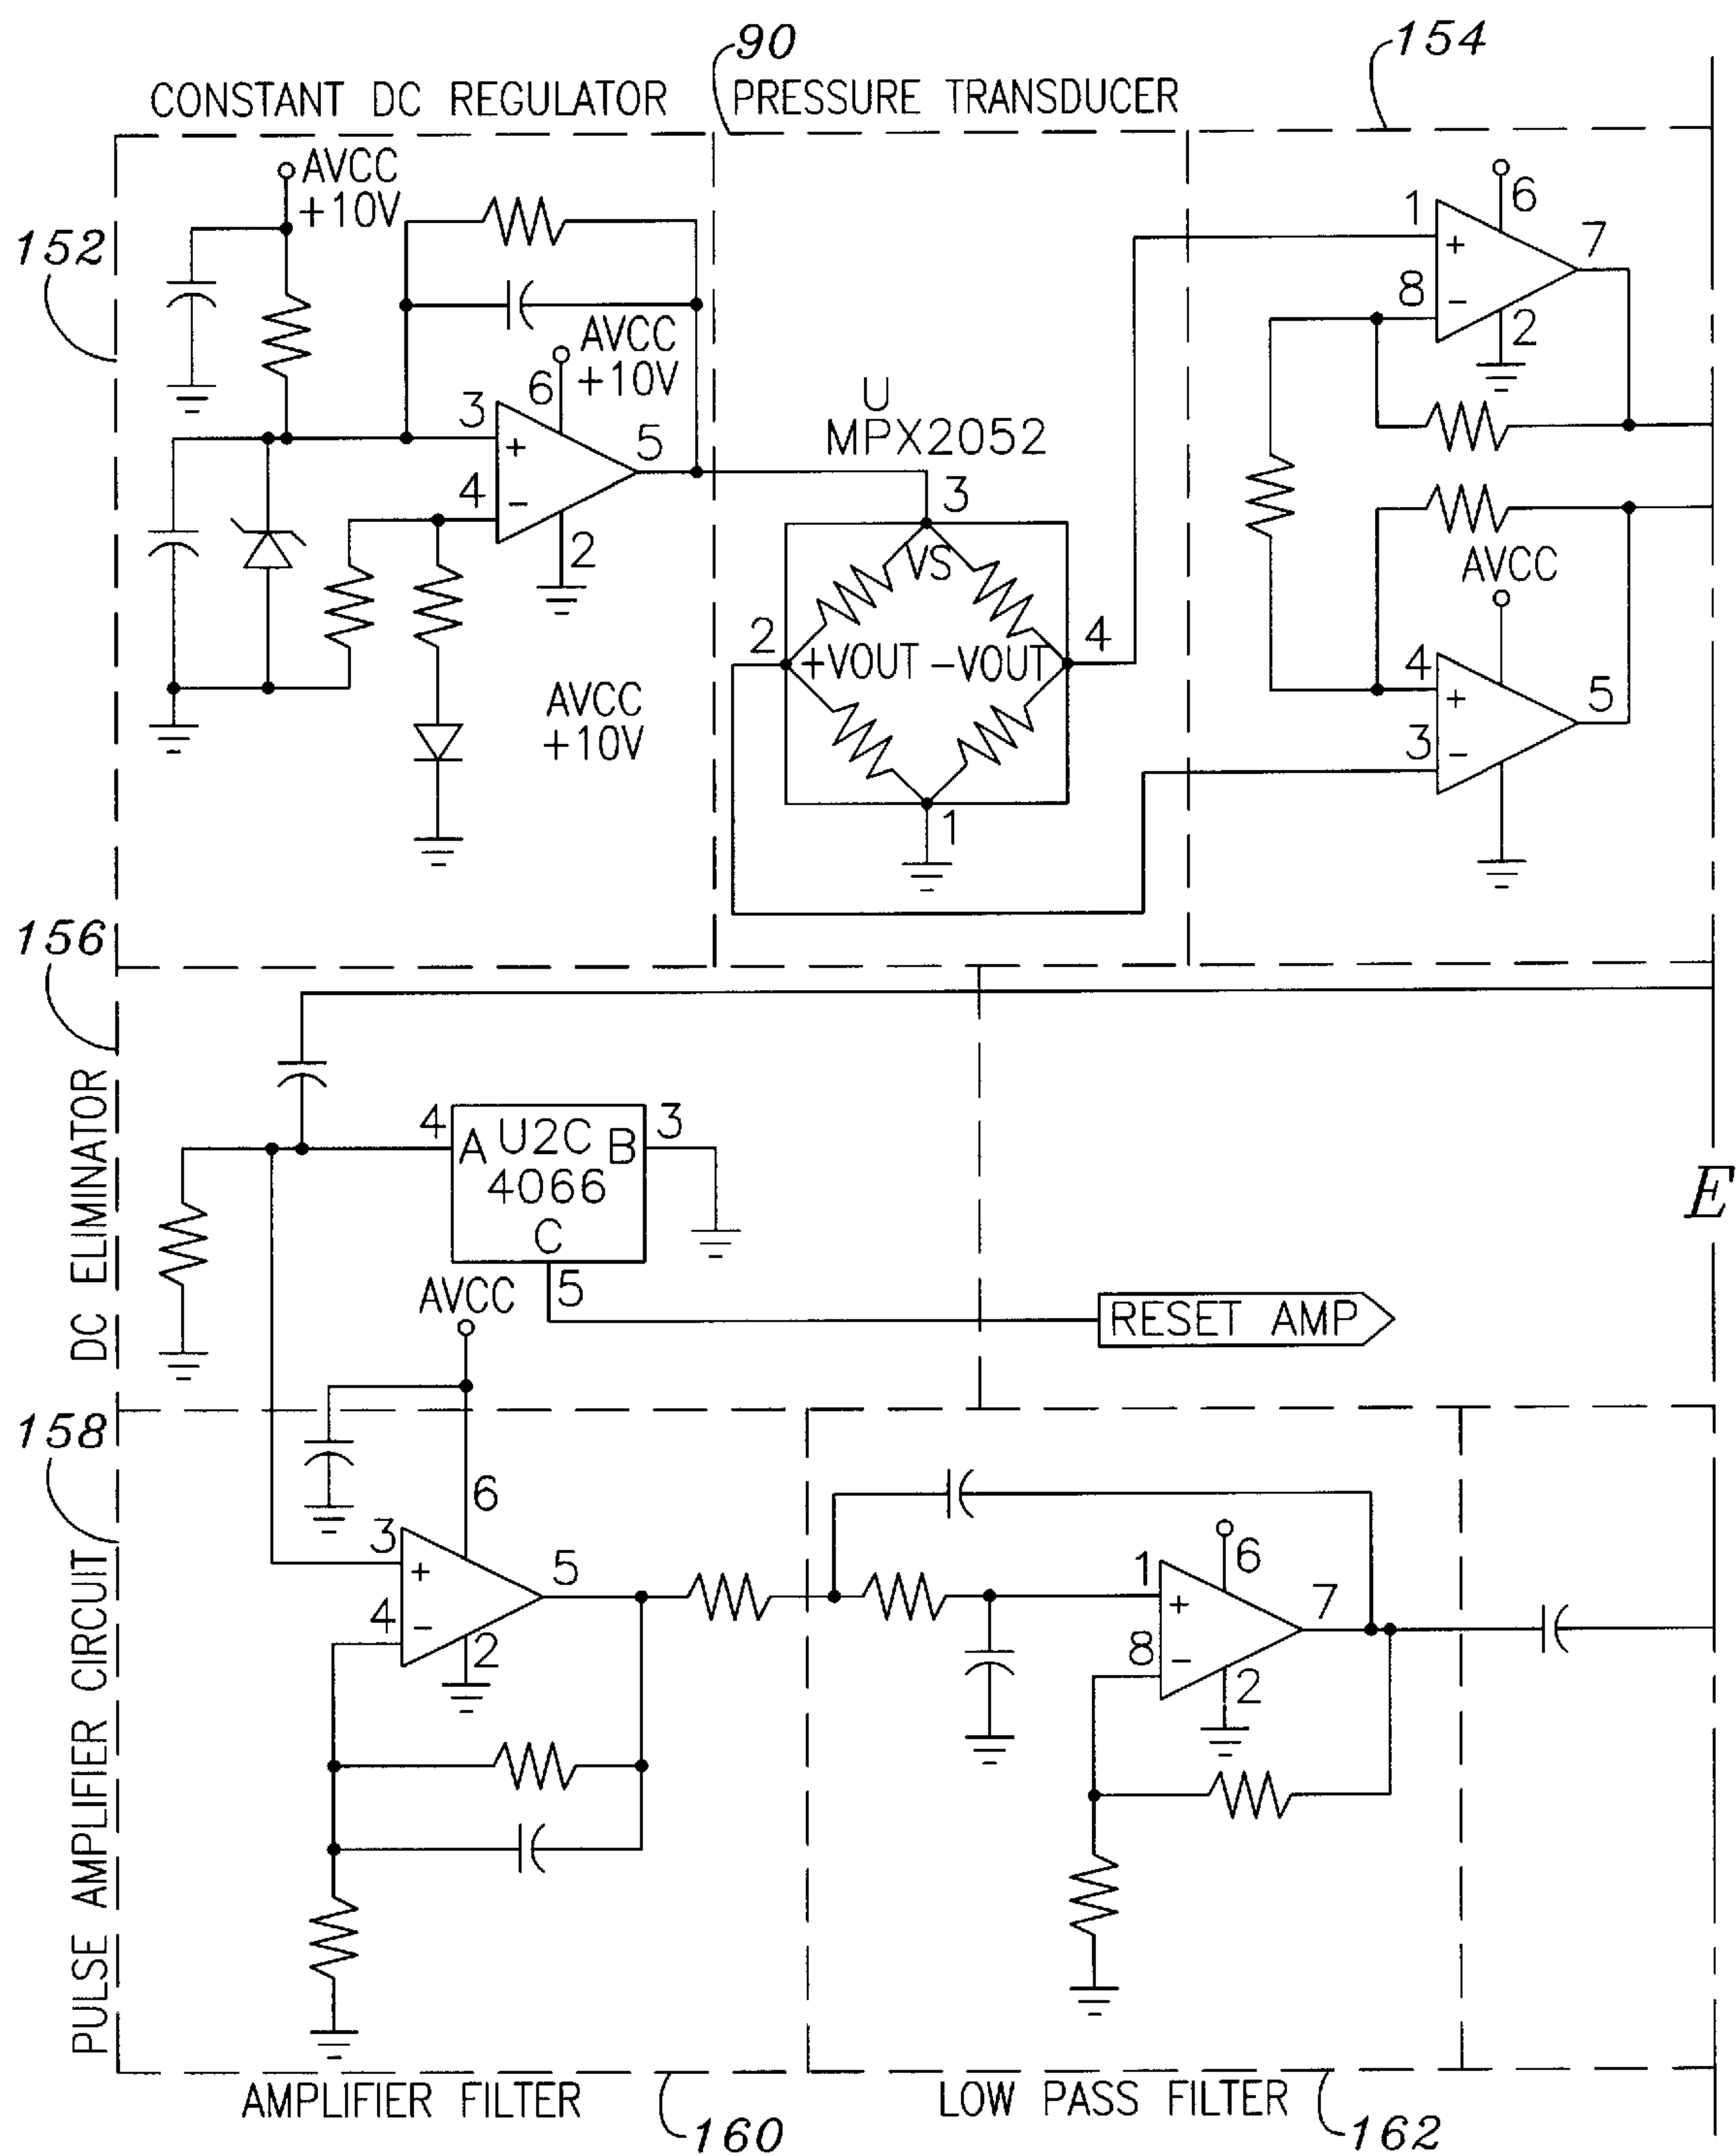 90
154
CONSTANT DC REGULATOR
PRESSURE TRANSDUCER
152
AVCC
+10V
AVCC
+10V
6
3
+
5
4
-
2
AVCC
+10V
U
MPX2052
3
VS
2
+VOUT
-VOUT
4
1
6
1
+
7
8
-
2
AVCC
4
+
5
3
-
156
DC ELIMINATOR
4
A
U2C
B
3
4066
C
5
RESET AMP
E
AVCC
158
PULSE AMPLIFIER CIRCUIT
6
3
+
5
4
-
2
6
1
+
7
8
-
2
AMPLIFIER FILTER
160
LOW PASS FILTER
162